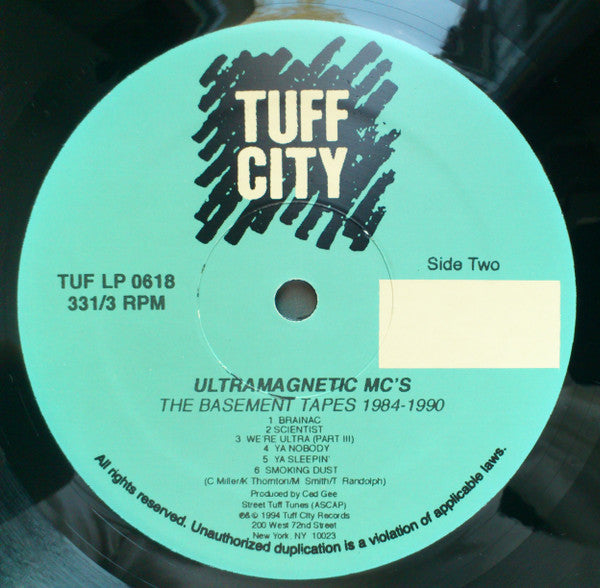 TUFF
CITY
TUF LP 0618
331/3 RPM
Side Two
ULTRAMAGNETIC MC'S
THE BASEMENT TAPES 1984-1990
1 BRAINAC
2 SCIENTIST
3 WE'RE ULTRA (PART III)
4 YA NOBODY
5 YA SLEEPIN'
6 SMOKING DUST
(C Miller/K Thornton/M Smith/T Randolph)
Produced by Ced Gee
Street Tuff Tunes (ASCAP)
℗&© 1994 Tuff City Records
200 West 72nd Street
New York, NY 10023
All rights reserved. Unauthorized duplication is a violation of applicable laws.